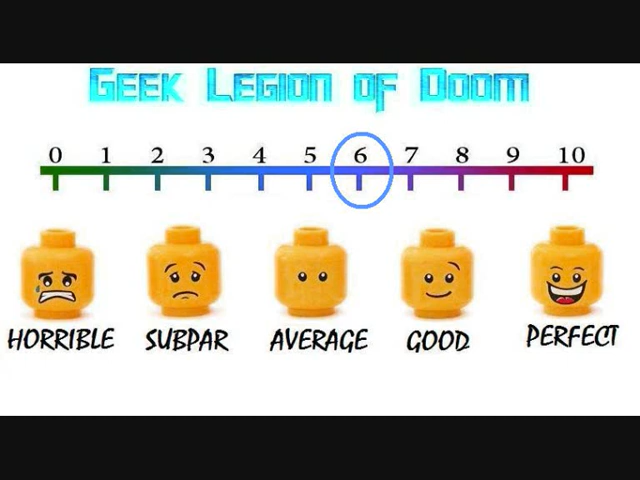 GEEK LEGION OF DOOM
0 1 2 3 4 5 6 7 8 9 10
HORRIBLE SUBPAR AVERAGE GOOD PERFECT